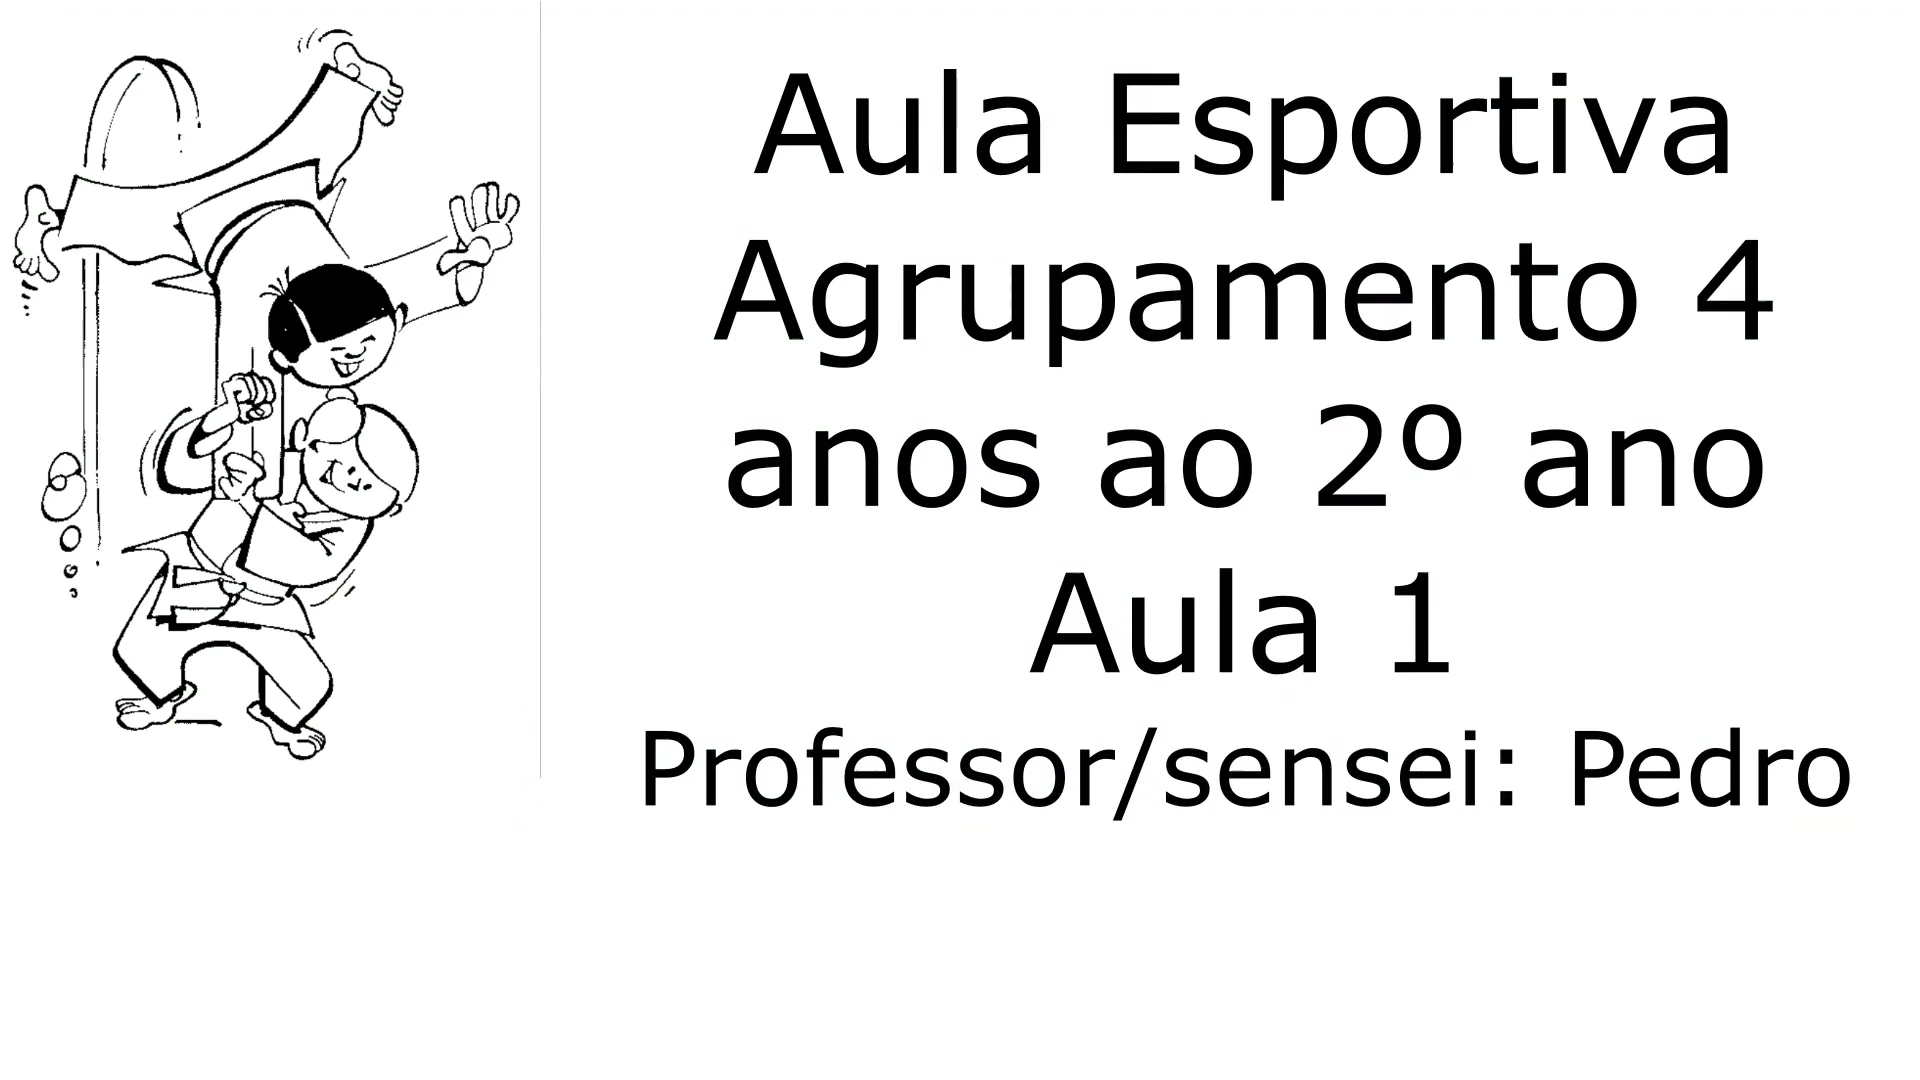 Aula Esportiva
Agrupamento 4
anos ao 2º ano
Aula 1
Professor/sensei: Pedro